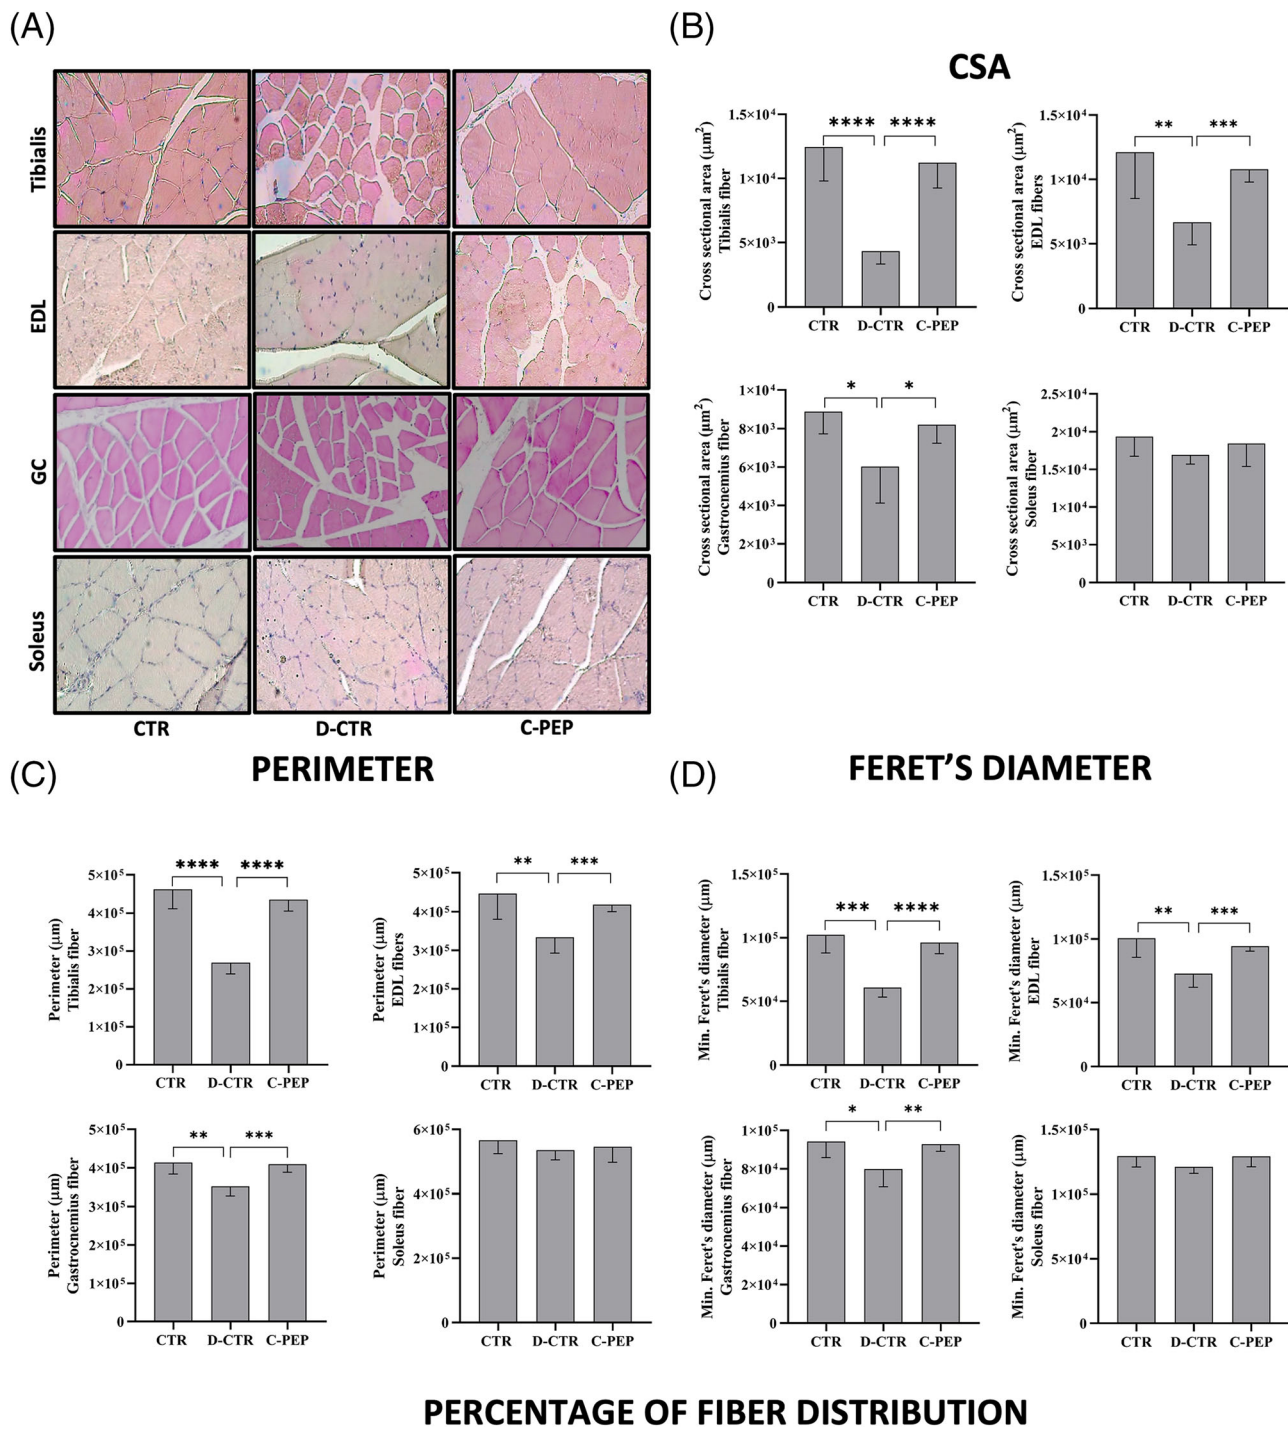 (A)
Tibialis
EDL
GC
Soleus
CTR D-CTR C-PEP
(B)
CSA
Cross sectional area (μm²)
Tibialis fiber
1.5×10⁴
1×10⁴
5×10³
0
**** ****
CTR D-CTR C-PEP
Cross sectional area (μm²)
EDL fibers
1.5×10⁴
1×10⁴
5×10³
0
** ***
CTR D-CTR C-PEP
Cross sectional area (μm²)
Gastrocnemius fiber
1×10⁴
8×10³
6×10³
4×10³
2×10³
0
* *
CTR D-CTR C-PEP
Cross sectional area (μm²)
Soleus fiber
2.5×10⁴
2×10⁴
1.5×10⁴
1×10⁴
5×10³
0
CTR D-CTR C-PEP
(C)
PERIMETER
Perimeter (μm)
Tibialis fiber
5×10⁵
4×10⁵
3×10⁵
2×10⁵
1×10⁵
0
**** ****
CTR D-CTR C-PEP
Perimeter (μm)
EDL fibers
5×10⁵
4×10⁵
3×10⁵
2×10⁵
1×10⁵
0
** ***
CTR D-CTR C-PEP
Perimeter (μm)
Gastrocnemius fiber
5×10⁵
4×10⁵
3×10⁵
2×10⁵
1×10⁵
0
** ***
CTR D-CTR C-PEP
Perimeter (μm)
Soleus fiber
6×10⁵
4×10⁵
2×10⁵
0
CTR D-CTR C-PEP
(D)
FERET’S DIAMETER
Min. Feret's diameter (μm)
Tibialis fiber
1.5×10⁵
1×10⁵
5×10⁴
0
*** ****
CTR D-CTR C-PEP
Min. Feret's diameter (μm)
EDL fiber
1.5×10⁵
1×10⁵
5×10⁴
0
** ***
CTR D-CTR C-PEP
Min. Feret's diameter (μm)
Gastrocnemius fiber
1×10⁵
8×10⁴
6×10⁴
4×10⁴
2×10⁴
0
* **
CTR D-CTR C-PEP
Min. Feret's diameter (μm)
Soleus fiber
1.5×10⁵
1×10⁵
5×10⁴
0
CTR D-CTR C-PEP
PERCENTAGE OF FIBER DISTRIBUTION